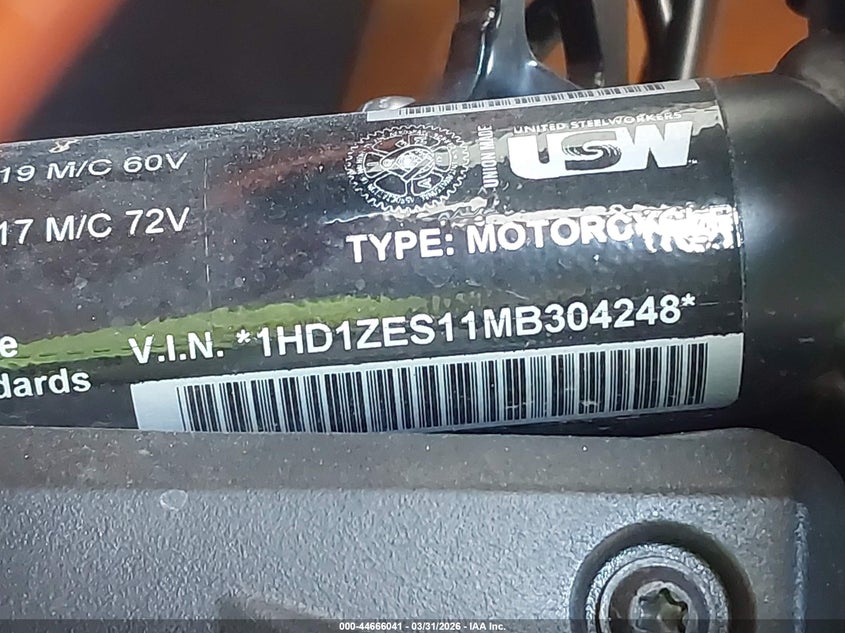 19 M/C 60V
17 M/C 72V
UNION MADE
UNITED STEELWORKERS
USW
TYPE: MOTORCYCLE
e
dards
V.I.N. *1HD1ZES11MB304248*
000-44666041 - 03/31/2026 - IAA Inc.